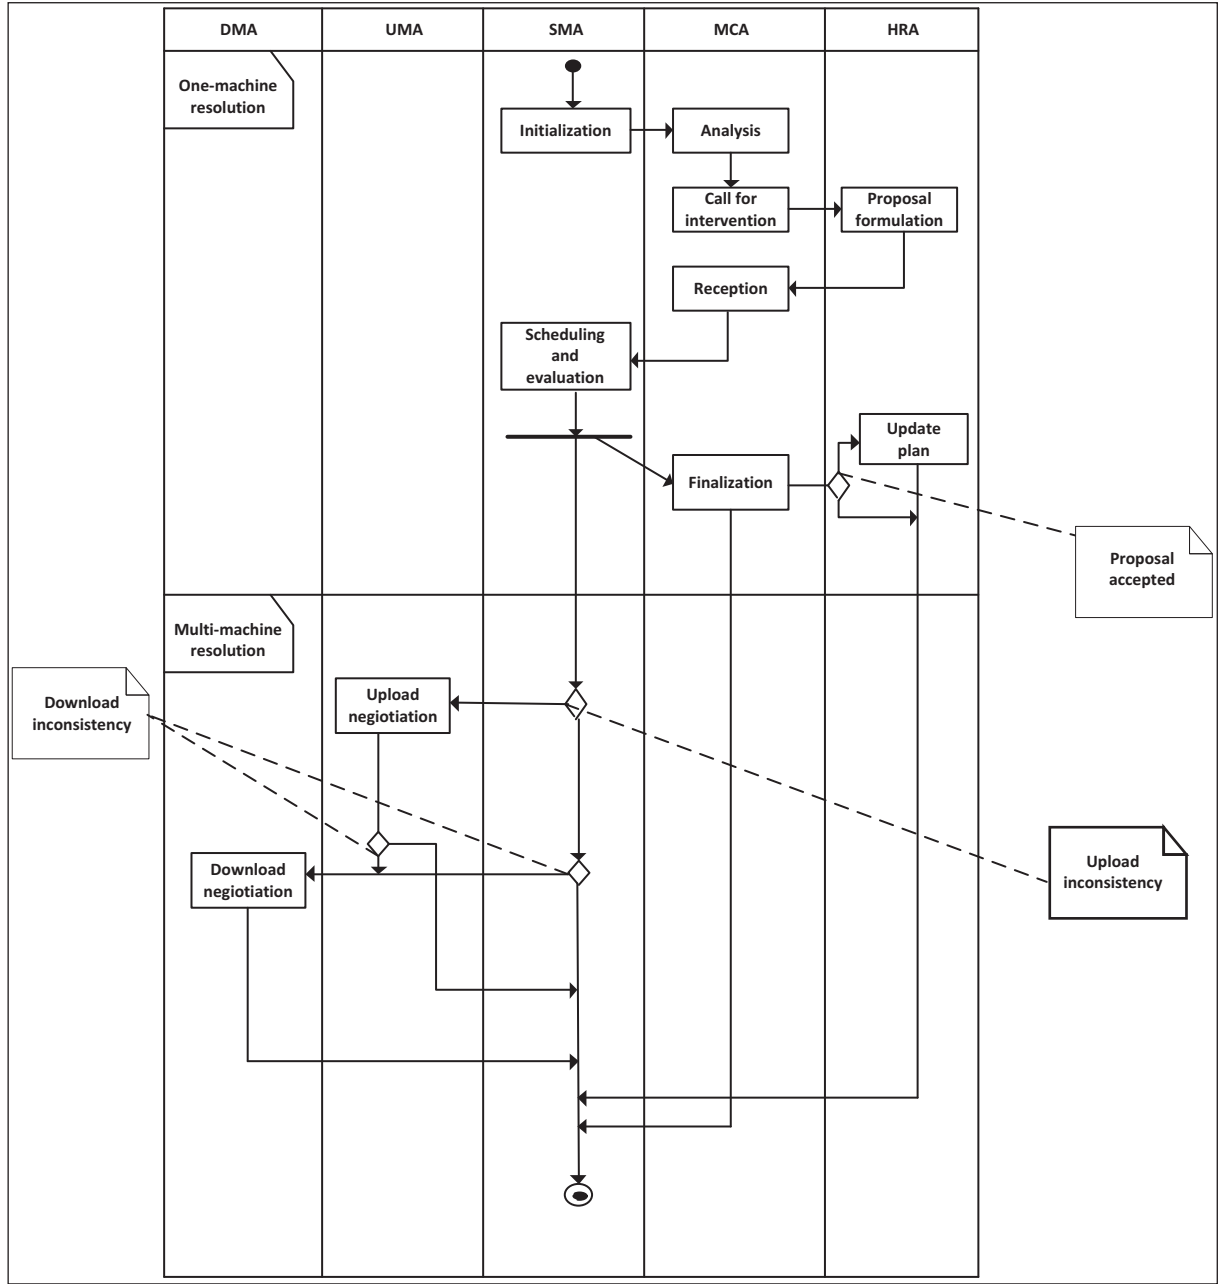 DMA
UMA
SMA
MCA
HRA
One-machine
resolution
Initialization
Analysis
Call for
intervention
Proposal
formulation
Reception
Scheduling
and
evaluation
Update
plan
Finalization
Proposal
accepted
Multi-machine
resolution
Download
inconsistency
Upload
negiotiation
Upload
inconsistency
Download
negiotiation